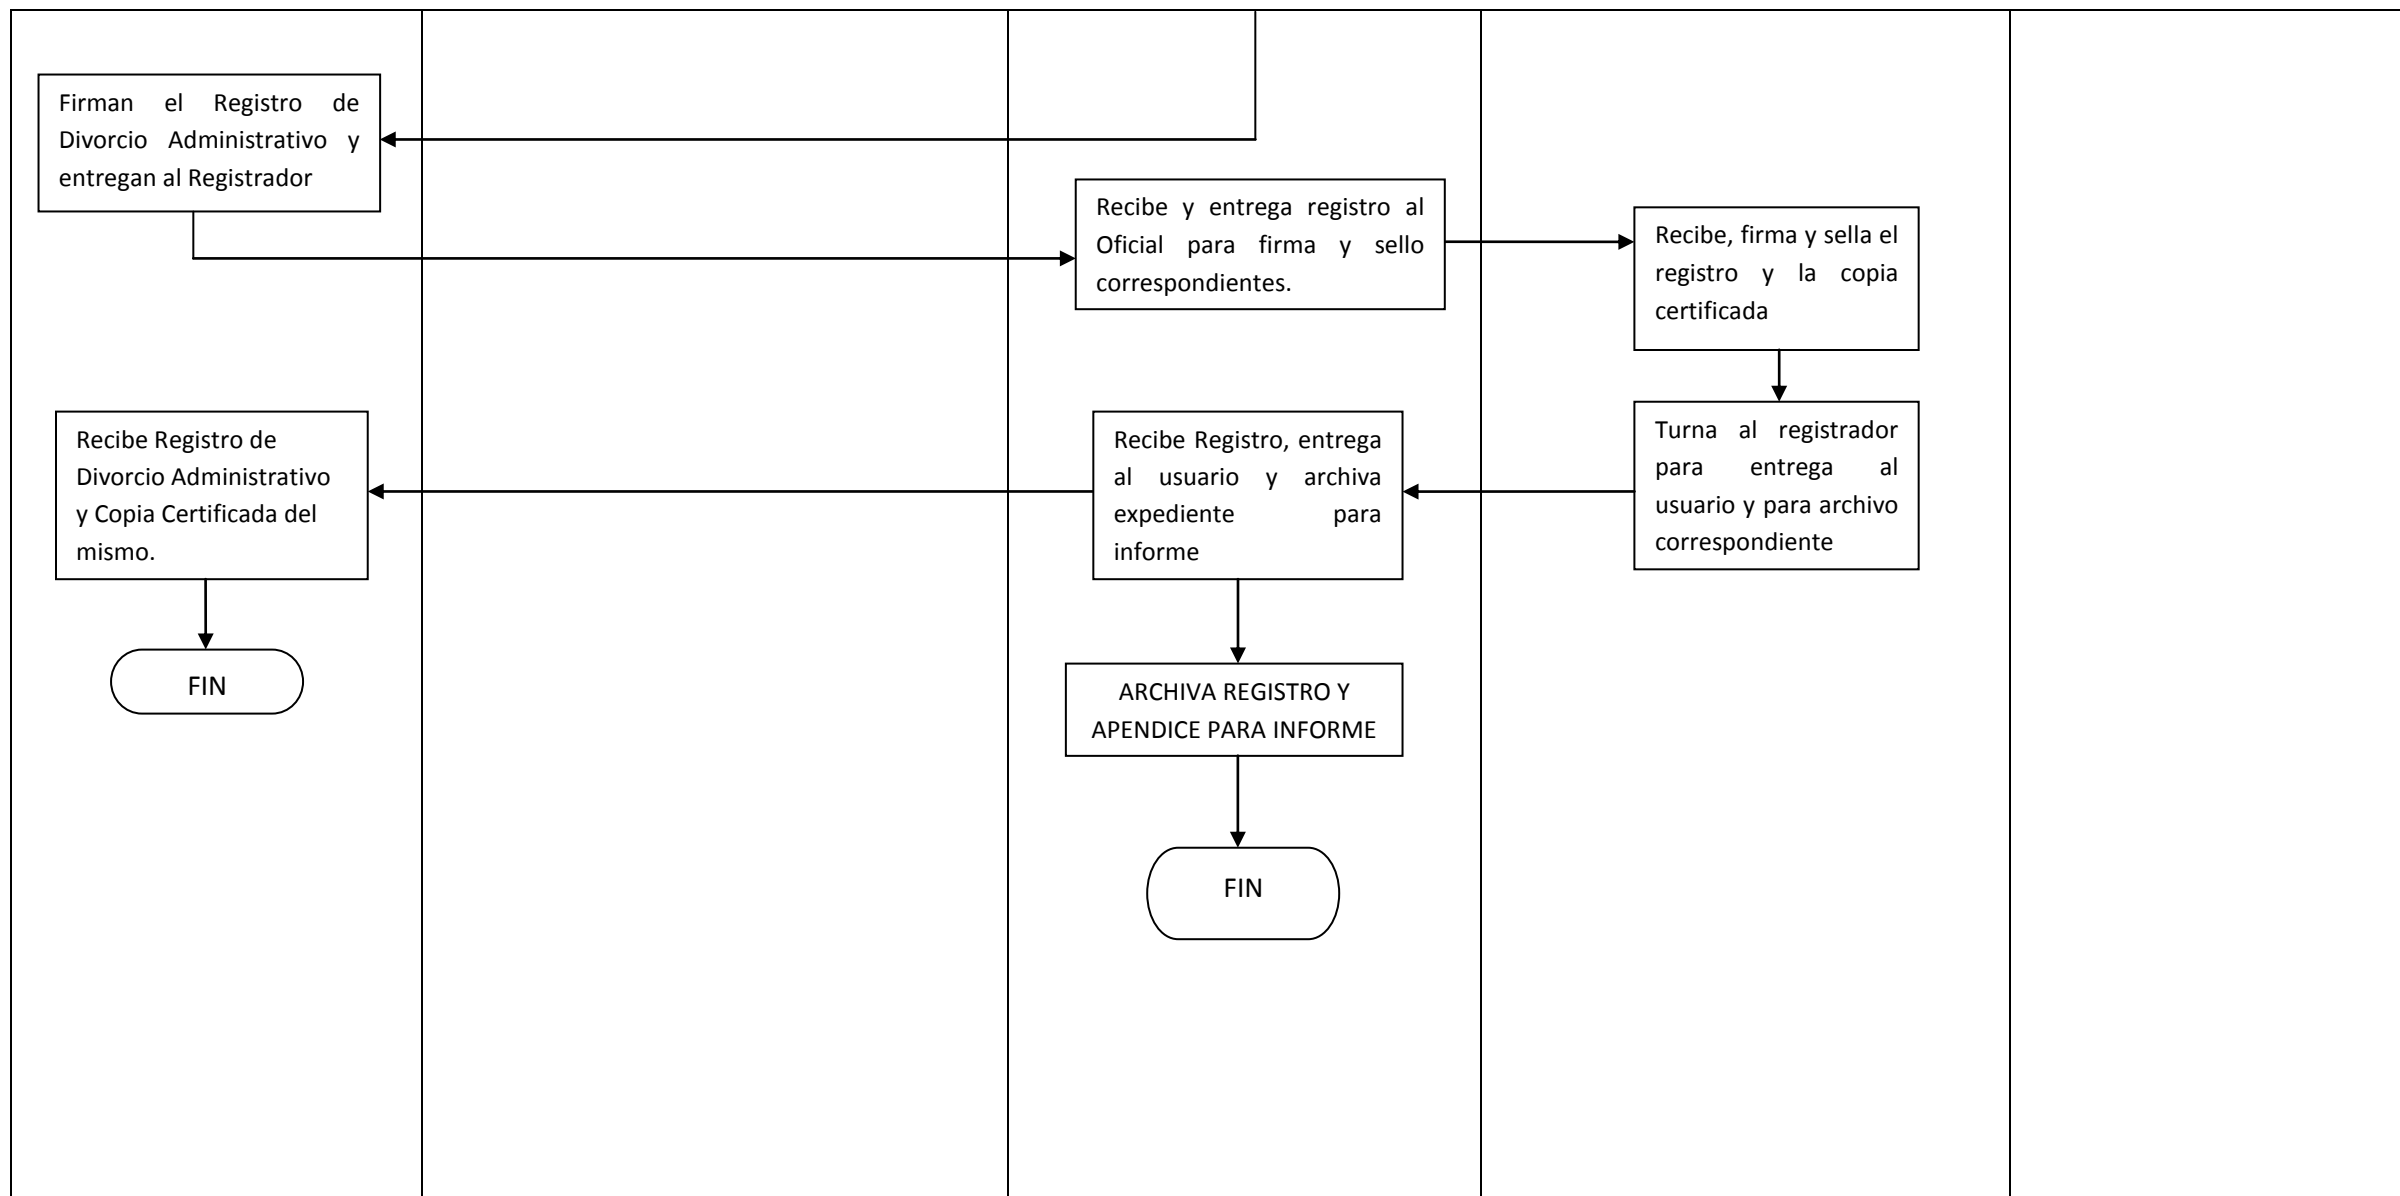 Firman el Registro de
Divorcio Administrativo y
entregan al Registrador
Recibe y entrega registro al
Oficial para firma y sello
correspondientes.
Recibe, firma y sella el
registro y la copia
certificada
Recibe Registro de
Divorcio Administrativo
y Copia Certificada del
mismo.
Recibe Registro, entrega
al usuario y archiva
expediente para
informe
Turna al registrador
para entrega al
usuario y para archivo
correspondiente
FIN
ARCHIVA REGISTRO Y
APENDICE PARA INFORME
FIN